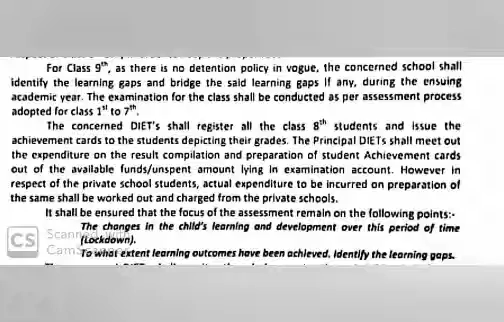 For Class 9th, as there is no detention policy in vogue, the concerned school shall
identify the learning gaps and bridge the said learning gaps if any, during the ensuing
academic year. The examination for the class shall be conducted as per assessment process
adopted for class 1st to 7th.
The concerned DIET's shall register all the class 8th students and issue the
achievement cards to the students depicting their grades. The Principal DIETs shall meet out
the expenditure on the result compilation and preparation of student Achievement cards
out of the available funds/unspent amount lying in examination account. However in
respect of the private school students, actual expenditure to be incurred on preparation of
the same shall be worked out and charged from the private schools.
It shall be ensured that the focus of the assessment remain on the following points:-
The changes in the child's learning and development over this period of time
(Lockdown).
To what extent learning outcomes have been achieved. Identify the learning gaps.
CS